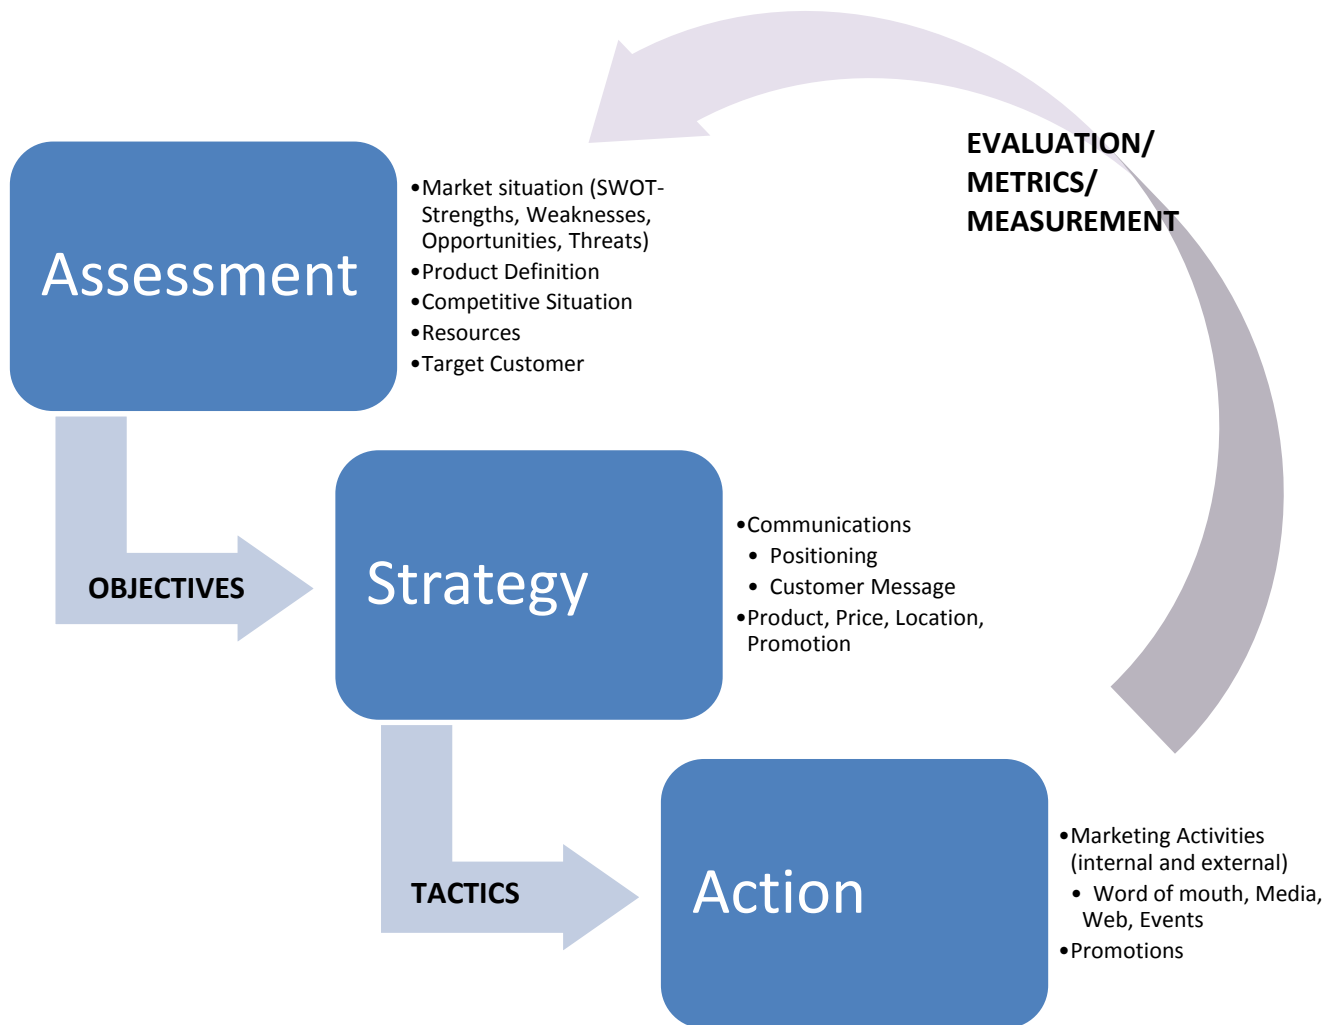 EVALUATION/
METRICS/
MEASUREMENT
Assessment
•Market situation (SWOT-
Strengths, Weaknesses,
Opportunities, Threats)
•Product Definition
•Competitive Situation
•Resources
•Target Customer
OBJECTIVES
Strategy
•Communications
• Positioning
• Customer Message
•Product, Price, Location,
Promotion
TACTICS
Action
•Marketing Activities
(internal and external)
• Word of mouth, Media,
Web, Events
•Promotions